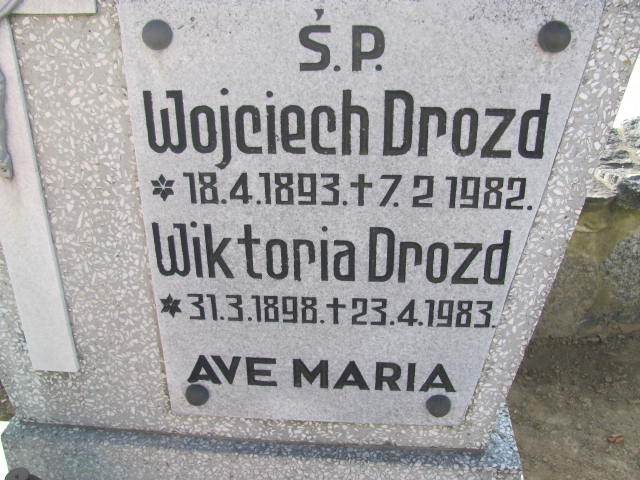 Ś.P.
Wojciech Drozd
* 18.4.1893. † 7.2 1982.
Wiktoria Drozd
* 31.3.1898. † 23.4.1983.
AVE MARIA